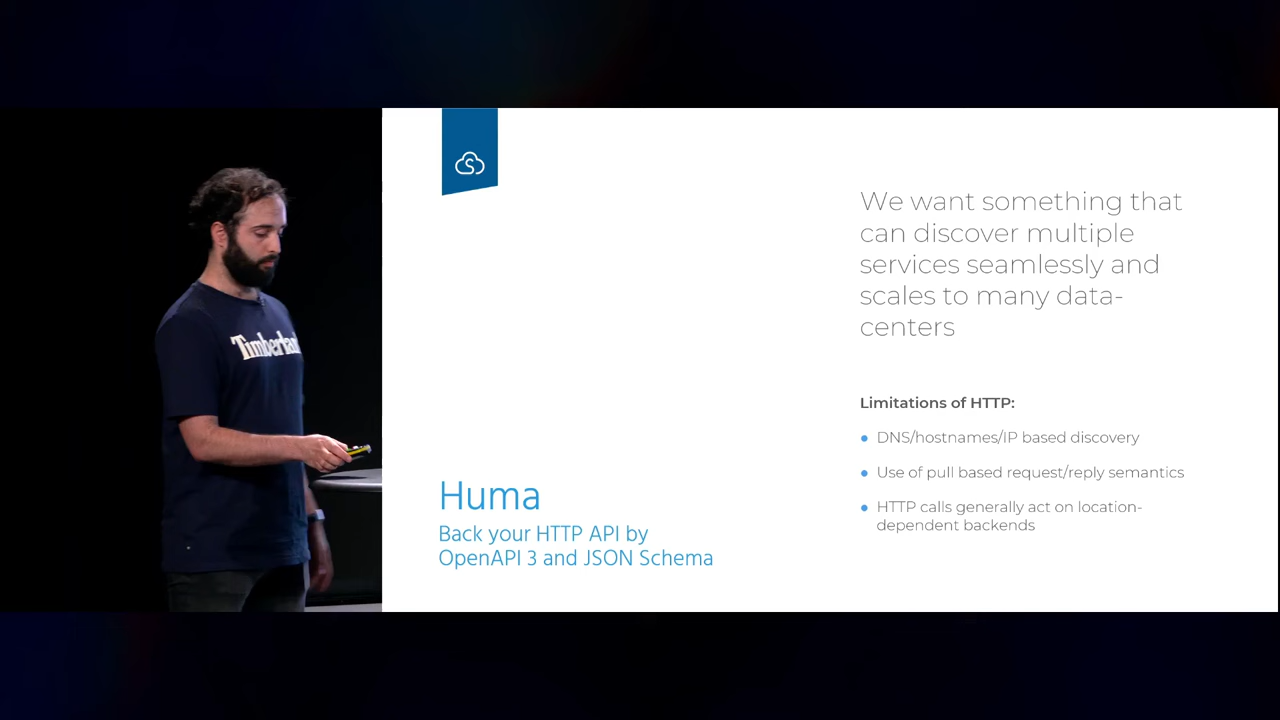 Timberlan
We want something that
can discover multiple
services seamlessly and
scales to many data-
centers
Limitations of HTTP:
DNS/hostnames/IP based discovery
Use of pull based request/reply semantics
HTTP calls generally act on location-
dependent backends
Huma
Back your HTTP API by
OpenAPI 3 and JSON Schema